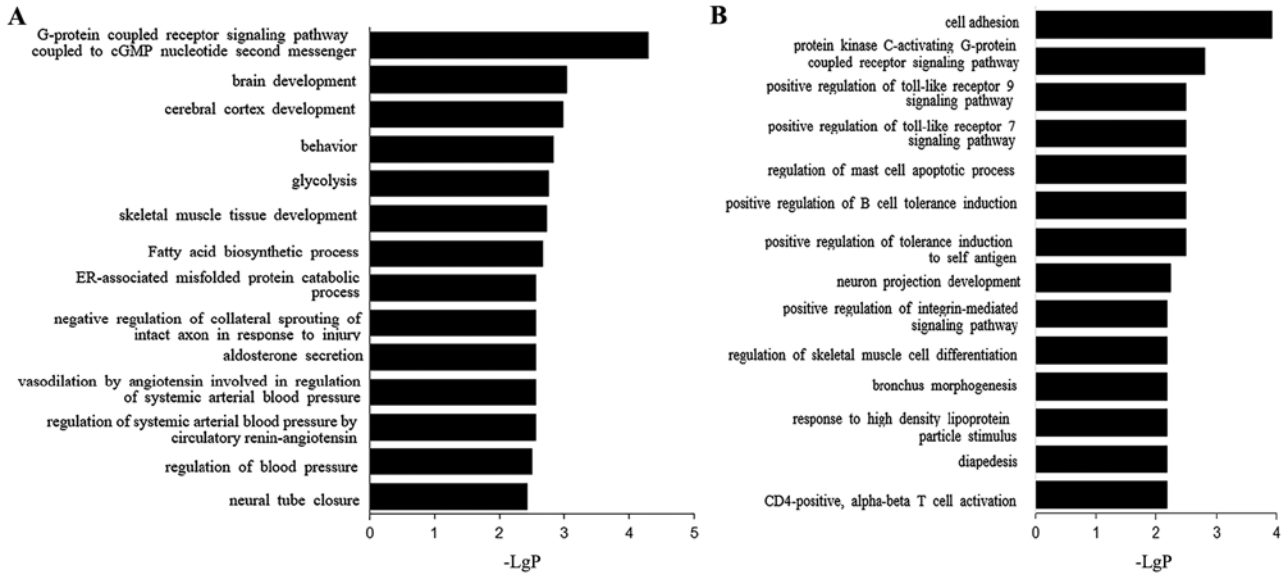 A
G-protein coupled receptor signaling pathway
coupled to cGMP nucleotide second messenger
brain development
cerebral cortex development
behavior
glycolysis
skeletal muscle tissue development
Fatty acid biosynthetic process
ER-associated misfolded protein catabolic
process
negative regulation of collateral sprouting of
intact axon in response to injury
aldosterone secretion
vasodilation by angiotensin involved in regulation
of systemic arterial blood pressure
regulation of systemic arterial blood pressure by
circulatory renin-angiotensin
regulation of blood pressure
neural tube closure
0 1 2 3 4 5
-LgP
B
cell adhesion
protein kinase C-activating G-protein
coupled receptor signaling pathway
positive regulation of toll-like receptor 9
signaling pathway
positive regulation of toll-like receptor 7
signaling pathway
regulation of mast cell apoptotic process
positive regulation of B cell tolerance induction
positive regulation of tolerance induction
to self antigen
neuron projection development
positive regulation of integrin-mediated
signaling pathway
regulation of skeletal muscle cell differentiation
bronchus morphogenesis
response to high density lipoprotein
particle stimulus
diapedesis
CD4-positive, alpha-beta T cell activation
0 1 2 3 4
-LgP